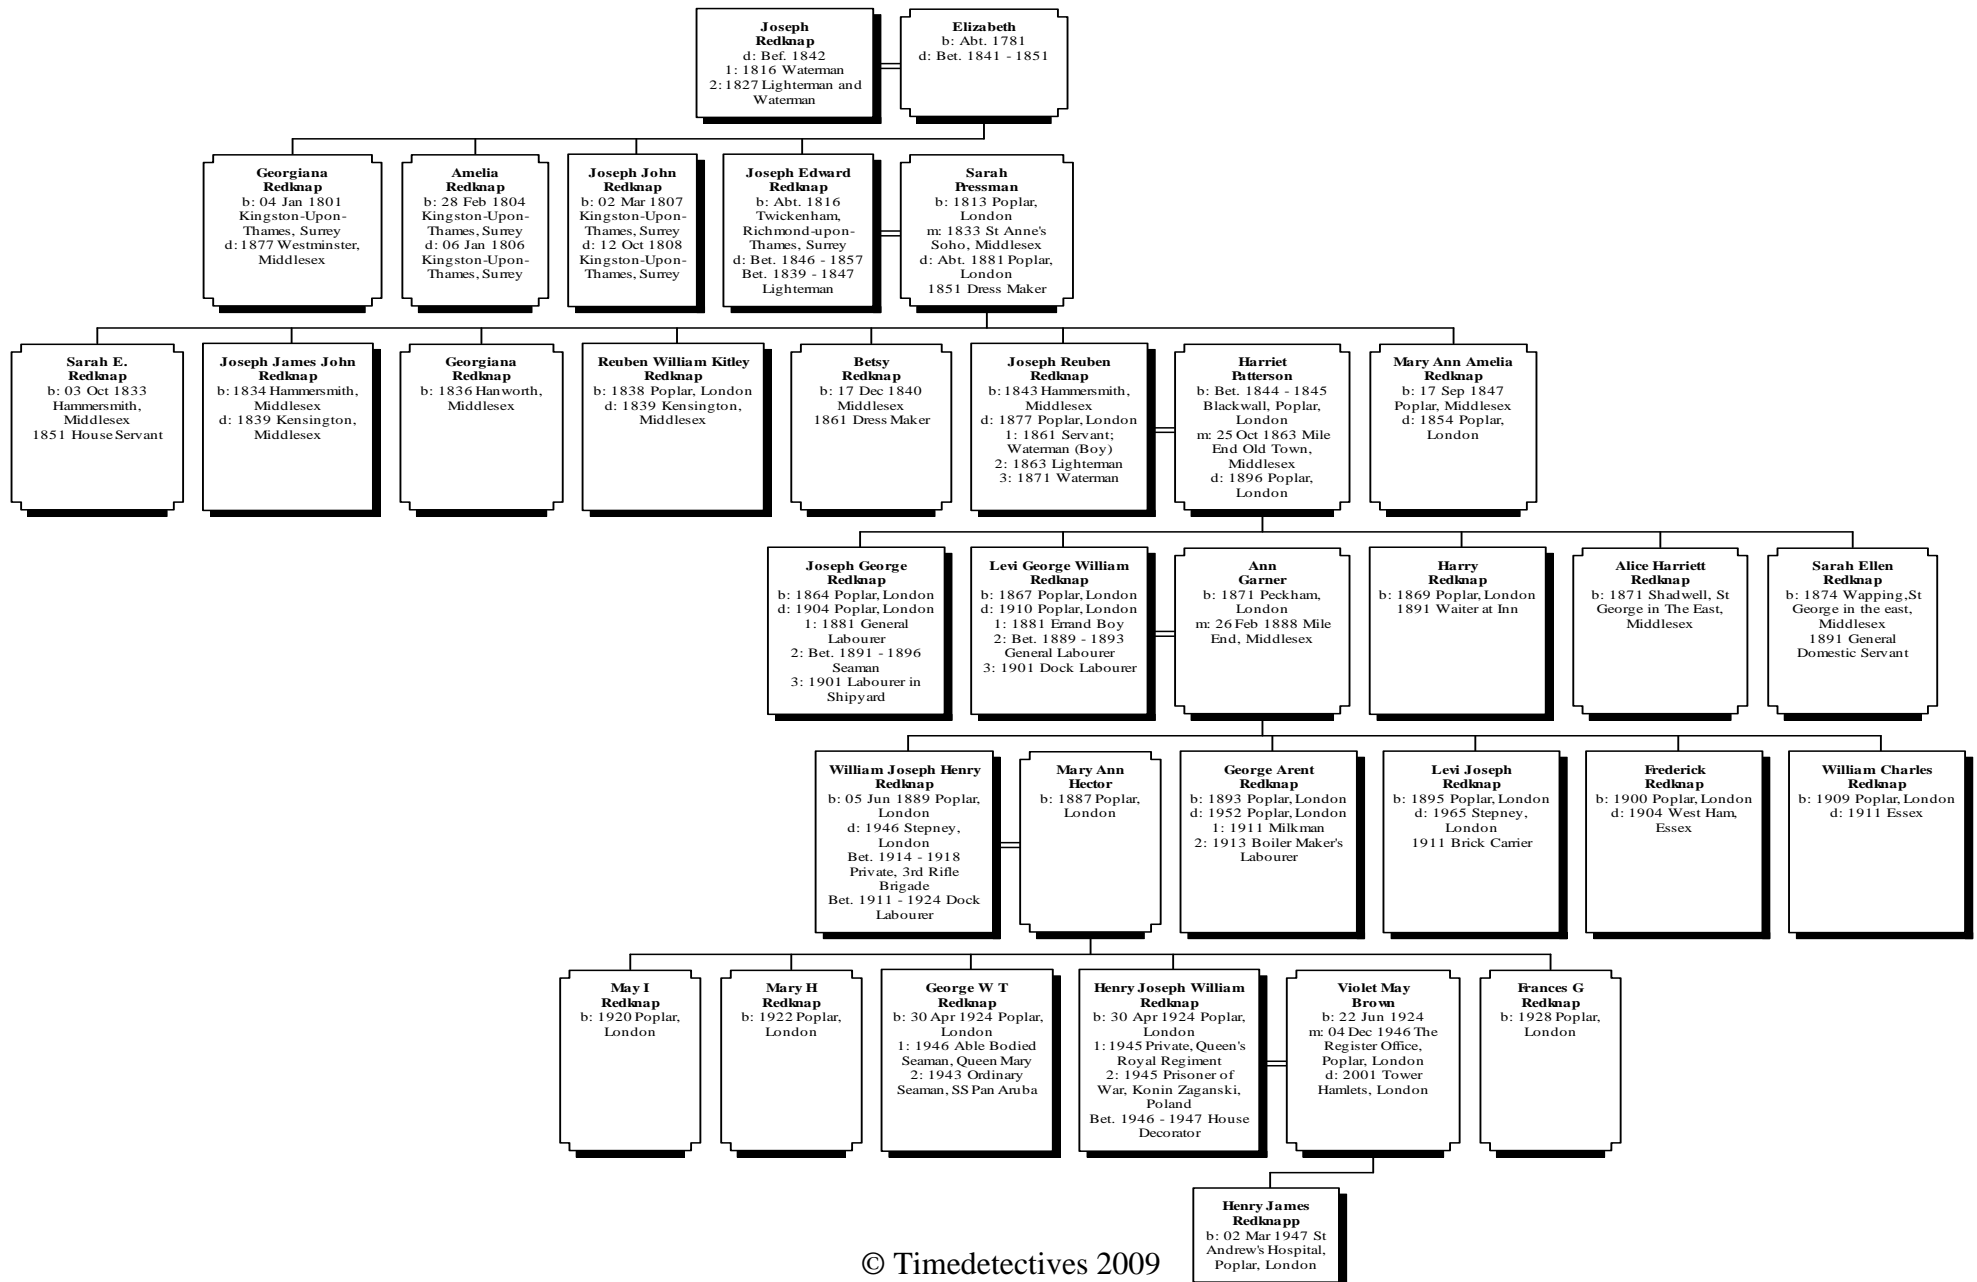 Joseph
Redknap
d: Bef. 1842
1: 1816 Waterman
2: 1827 Lighterman and
Waterman
Elizabeth
b: Abt. 1781
d: Bet. 1841 - 1851
Georgiana
Redknap
b: 04 Jan 1801
Kingston-Upon-
Thames, Surrey
d: 1877 Westminster,
Middlesex
Amelia
Redknap
b: 28 Feb 1804
Kingston-Upon-
Thames, Surrey
d: 06 Jan 1806
Kingston-Upon-
Thames, Surrey
Joseph John
Redknap
b: 02 Mar 1807
Kingston-Upon-
Thames, Surrey
d: 12 Oct 1808
Kingston-Upon-
Thames, Surrey
Joseph Edward
Redknap
b: Abt. 1816
Twickenham,
Richmond-upon-
Thames, Surrey
d: Bet. 1846 - 1857
Bet. 1839 - 1847
Lighterman
Sarah
Pressman
b: 1813 Poplar,
London
m: 1833 St Anne's
Soho, Middlesex
d: Abt. 1881 Poplar,
London
1851 Dress Maker
Sarah E.
Redknap
b: 03 Oct 1833
Hammersmith,
Middlesex
1851 House Servant
Joseph James John
Redknap
b: 1834 Hammersmith,
Middlesex
d: 1839 Kensington,
Middlesex
Georgiana
Redknap
b: 1836 Hanworth,
Middlesex
Reuben William Kitley
Redknap
b: 1838 Poplar, London
d: 1839 Kensington,
Middlesex
Betsy
Redknap
b: 17 Dec 1840
Middlesex
1861 Dress Maker
Joseph Reuben
Redknap
b: 1843 Hammersmith,
Middlesex
d: 1877 Poplar, London
1: 1861 Servant;
Waterman (Boy)
2: 1863 Lighterman
3: 1871 Waterman
Harriet
Patterson
b: Bet. 1844 - 1845
Blackwall, Poplar,
London
m: 25 Oct 1863 Mile
End Old Town,
Middlesex
d: 1896 Poplar,
London
Mary Ann Amelia
Redknap
b: 17 Sep 1847
Poplar, Middlesex
d: 1854 Poplar,
London
Joseph George
Redknap
b: 1864 Poplar, London
d: 1904 Poplar, London
1: 1881 General
Labourer
2: Bet. 1891 - 1896
Seaman
3: 1901 Labourer in
Shipyard
Levi George William
Redknap
b: 1867 Poplar, London
d: 1910 Poplar, London
1: 1881 Errand Boy
2: Bet. 1889 - 1893
General Labourer
3: 1901 Dock Labourer
Ann
Garner
b: 1871 Peckham,
London
m: 26 Feb 1888 Mile
End, Middlesex
Harry
Redknap
b: 1869 Poplar, London
1891 Waiter at Inn
Alice Harriett
Redknap
b: 1871 Shadwell, St
George in The East,
Middlesex
Sarah Ellen
Redknap
b: 1874 Wapping,St
George in the east,
Middlesex
1891 General
Domestic Servant
William Joseph Henry
Redknap
b: 05 Jun 1889 Poplar,
London
d: 1946 Stepney,
London
Bet. 1914 - 1918
Private, 3rd Rifle
Brigade
Bet. 1911 - 1924 Dock
Labourer
Mary Ann
Hector
b: 1887 Poplar,
London
George Arent
Redknap
b: 1893 Poplar, London
d: 1952 Poplar, London
1: 1911 Milkman
2: 1913 Boiler Maker's
Labourer
Levi Joseph
Redknap
b: 1895 Poplar, London
d: 1965 Stepney,
London
1911 Brick Carrier
Frederick
Redknap
b: 1900 Poplar, London
d: 1904 West Ham,
Essex
William Charles
Redknap
b: 1909 Poplar, London
d: 1911 Essex
May I
Redknap
b: 1920 Poplar,
London
Mary H
Redknap
b: 1922 Poplar,
London
George W T
Redknap
b: 30 Apr 1924 Poplar,
London
1: 1946 Able Bodied
Seaman, Queen Mary
2: 1943 Ordinary
Seaman, SS Pan Aruba
Henry Joseph William
Redknap
b: 30 Apr 1924 Poplar,
London
1: 1945 Private, Queen's
Royal Regiment
2: 1945 Prisoner of
War, Konin Zaganski,
Poland
Bet. 1946 - 1947 House
Decorator
Violet May
Brown
b: 22 Jun 1924
m: 04 Dec 1946 The
Register Office,
Poplar, London
d: 2001 Tower
Hamlets, London
Frances G
Redknap
b: 1928 Poplar,
London
Henry James
Redknapp
b: 02 Mar 1947 St
Andrew's Hospital,
Poplar, London
© Timedetectives 2009